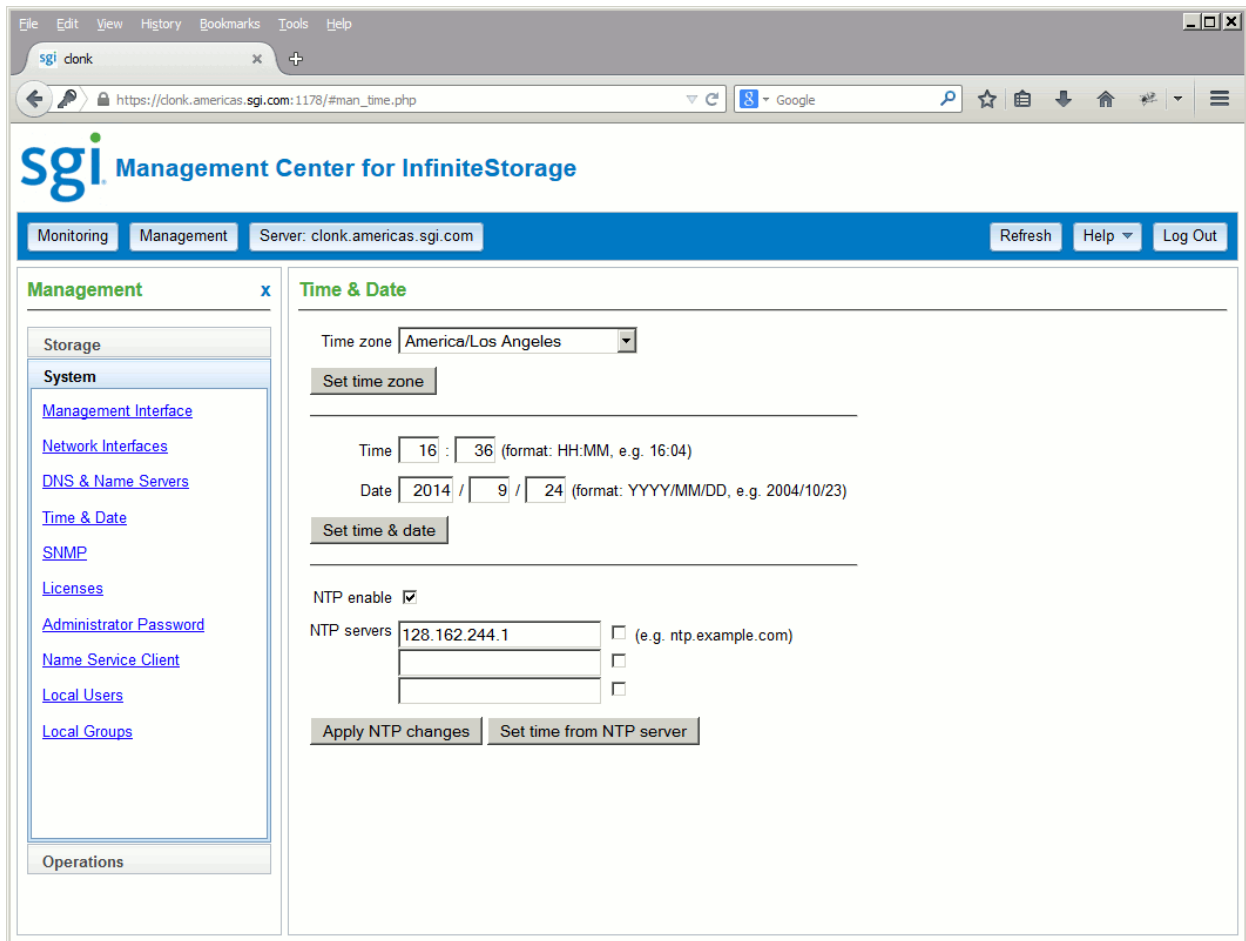 File Edit View History Bookmarks Tools Help
sgi clonk
https://clonk.americas.sgi.com:1178/#man_time.php
Google
sgi Management Center for InfiniteStorage
Monitoring Management Server: clonk.americas.sgi.com Refresh Help Log Out
Management x
Storage
System
Management Interface
Network Interfaces
DNS & Name Servers
Time & Date
SNMP
Licenses
Administrator Password
Name Service Client
Local Users
Local Groups
Operations
Time & Date
Time zone America/Los Angeles
Set time zone
Time 16 : 36 (format: HH:MM, e.g. 16:04)
Date 2014 / 9 / 24 (format: YYYY/MM/DD, e.g. 2004/10/23)
Set time & date
NTP enable
NTP servers 128.162.244.1 (e.g. ntp.example.com)
Apply NTP changes Set time from NTP server